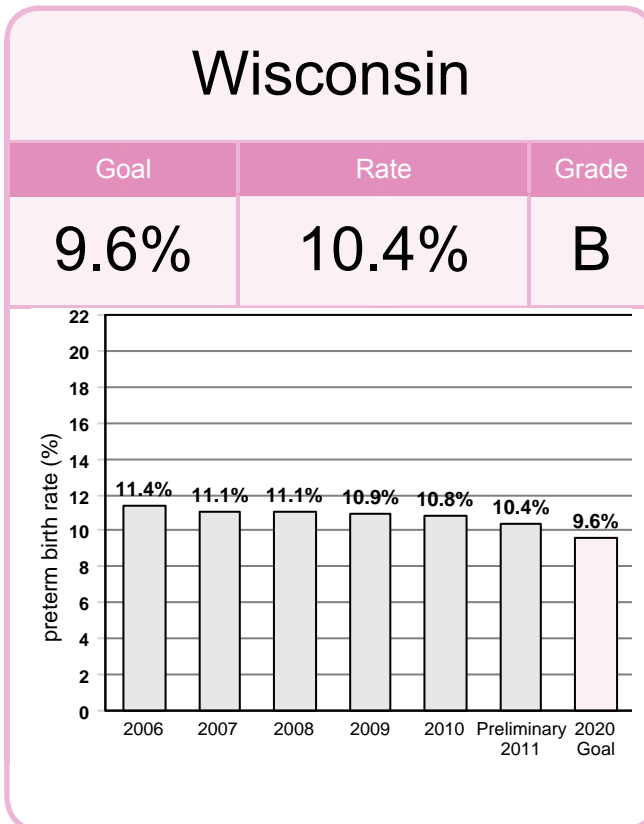 Wisconsin
Goal Rate Grade
9.6% 10.4% B
preterm birth rate (%)
22
20
18
16
14
12
10
8
6
4
2
0
11.4% 11.1% 11.1% 10.9% 10.8% 10.4% 9.6%
2006 2007 2008 2009 2010 Preliminary 2020
2011 Goal